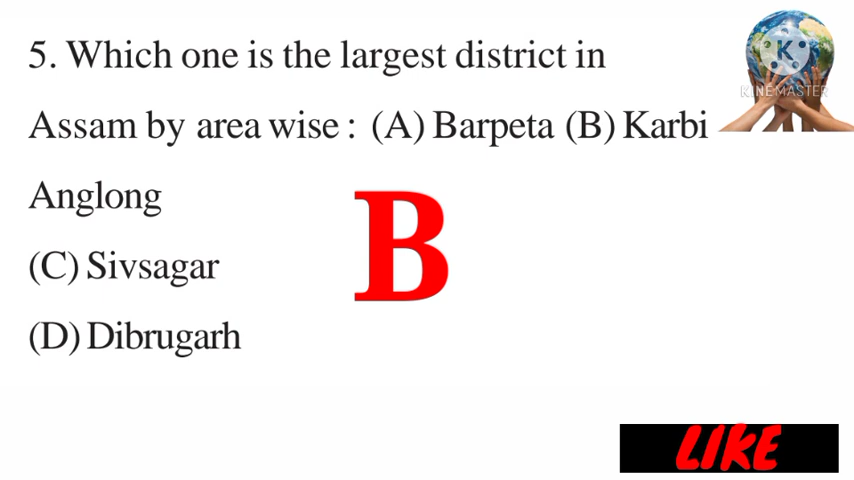 5. Which one is the largest district in
Assam by area wise : (A) Barpeta (B) Karbi
Anglong
(C) Sivsagar
(D) Dibrugarh
B
K
KINEMASTER
LIKE